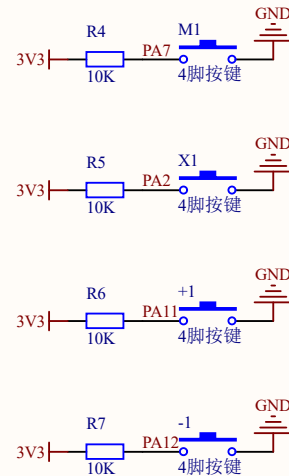 GND
R4 M1
3V3 PA7
10K 4脚按键
GND
R5 X1
3V3 PA2
10K 4脚按键
GND
R6 +1
3V3 PA11
10K 4脚按键
GND
R7 -1
3V3 PA12
10K 4脚按键